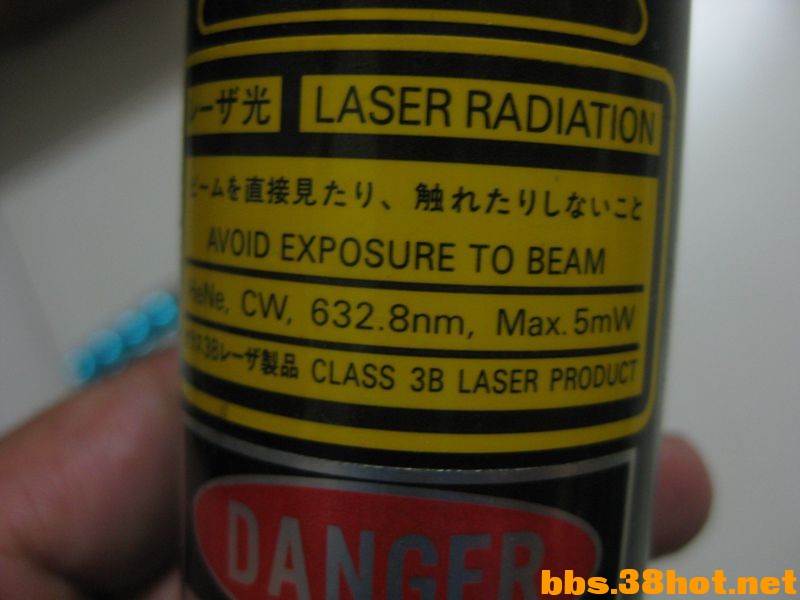 レーザ光 LASER RADIATION
ビームを直接見たり、触れたりしないこと
AVOID EXPOSURE TO BEAM
HeNe, CW, 632.8nm, Max. 5mW
クラス3Bレーザ製品 CLASS 3B LASER PRODUCT
DANGER
bbs.38hot.net